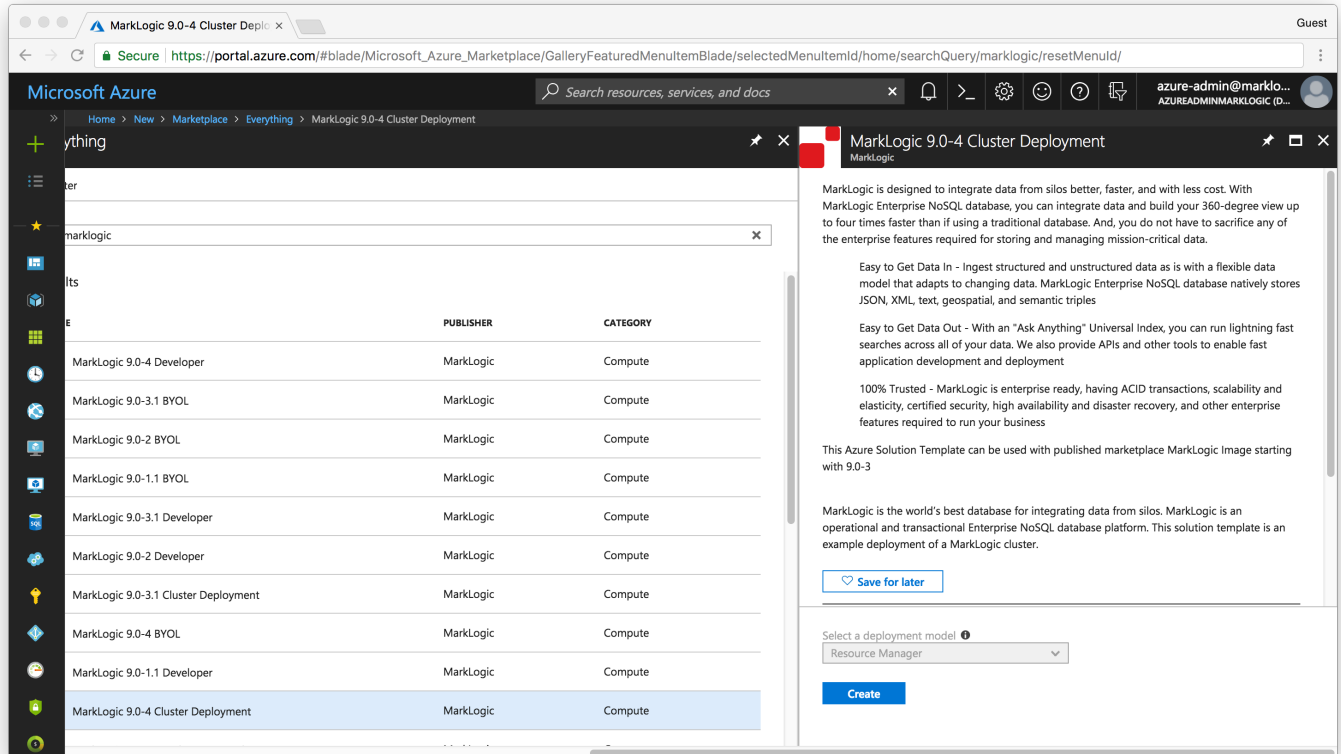 MarkLogic 9.0-4 Cluster Deplo
Guest
Secure
https://portal.azure.com/#blade/Microsoft_Azure_Marketplace/GalleryFeaturedMenuItemBlade/selectedMenuItemId/home/searchQuery/marklogic/resetMenuId/
Microsoft Azure
Search resources, services, and docs
azure-admin@marklo...
AZUREADMINMARKLOGIC (D...
Home > New > Marketplace > Everything > MarkLogic 9.0-4 Cluster Deployment
ything
ter
marklogic
lts
E PUBLISHER CATEGORY
MarkLogic 9.0-4 Developer MarkLogic Compute
MarkLogic 9.0-3.1 BYOL MarkLogic Compute
MarkLogic 9.0-2 BYOL MarkLogic Compute
MarkLogic 9.0-1.1 BYOL MarkLogic Compute
MarkLogic 9.0-3.1 Developer MarkLogic Compute
MarkLogic 9.0-2 Developer MarkLogic Compute
MarkLogic 9.0-3.1 Cluster Deployment MarkLogic Compute
MarkLogic 9.0-4 BYOL MarkLogic Compute
MarkLogic 9.0-1.1 Developer MarkLogic Compute
MarkLogic 9.0-4 Cluster Deployment MarkLogic Compute
MarkLogic 9.0-4 Cluster Deployment
MarkLogic
MarkLogic is designed to integrate data from silos better, faster, and with less cost. With
MarkLogic Enterprise NoSQL database, you can integrate data and build your 360-degree view up
to four times faster than if using a traditional database. And, you do not have to sacrifice any of
the enterprise features required for storing and managing mission-critical data.
Easy to Get Data In - Ingest structured and unstructured data as is with a flexible data
model that adapts to changing data. MarkLogic Enterprise NoSQL database natively stores
JSON, XML, text, geospatial, and semantic triples
Easy to Get Data Out - With an "Ask Anything" Universal Index, you can run lightning fast
searches across all of your data. We also provide APIs and other tools to enable fast
application development and deployment
100% Trusted - MarkLogic is enterprise ready, having ACID transactions, scalability and
elasticity, certified security, high availability and disaster recovery, and other enterprise
features required to run your business
This Azure Solution Template can be used with published marketplace MarkLogic Image starting
with 9.0-3
MarkLogic is the world's best database for integrating data from silos. MarkLogic is an
operational and transactional Enterprise NoSQL database platform. This solution template is an
example deployment of a MarkLogic cluster.
Save for later
Select a deployment model
Resource Manager
Create
SQL